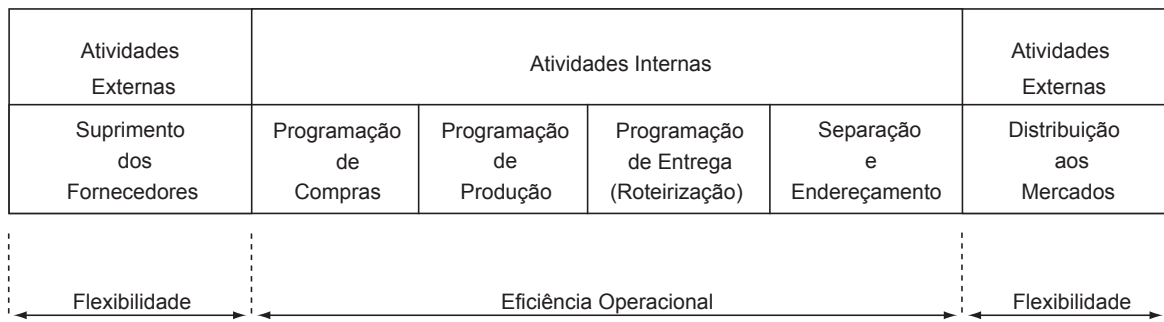 Atividades
Externas
Atividades Internas
Atividades
Externas
Suprimento
dos
Fornecedores
Programação
de
Compras
Programação
de
Produção
Programação
de Entrega
(Roteirização)
Separação
e
Endereçamento
Distribuição
aos
Mercados
Flexibilidade
Eficiência Operacional
Flexibilidade